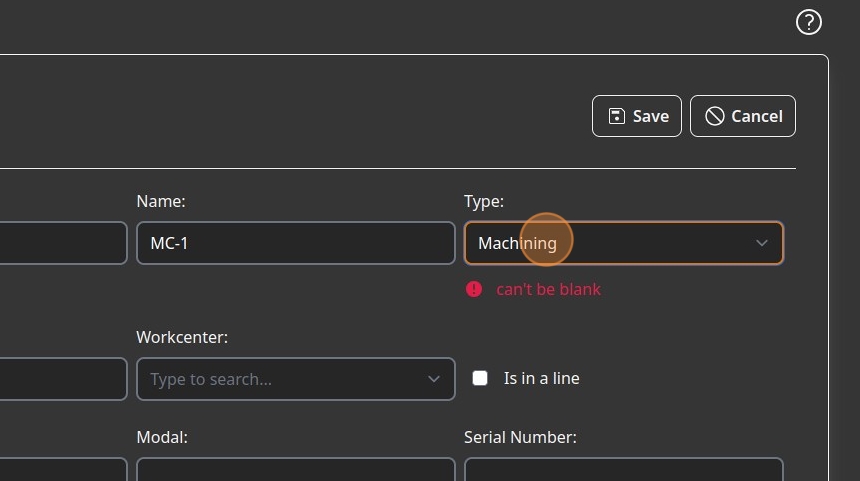 ?
Save Cancel
Name: Type:
MC-1 Machining
! can't be blank
Workcenter:
Type to search... Is in a line
Modal: Serial Number: